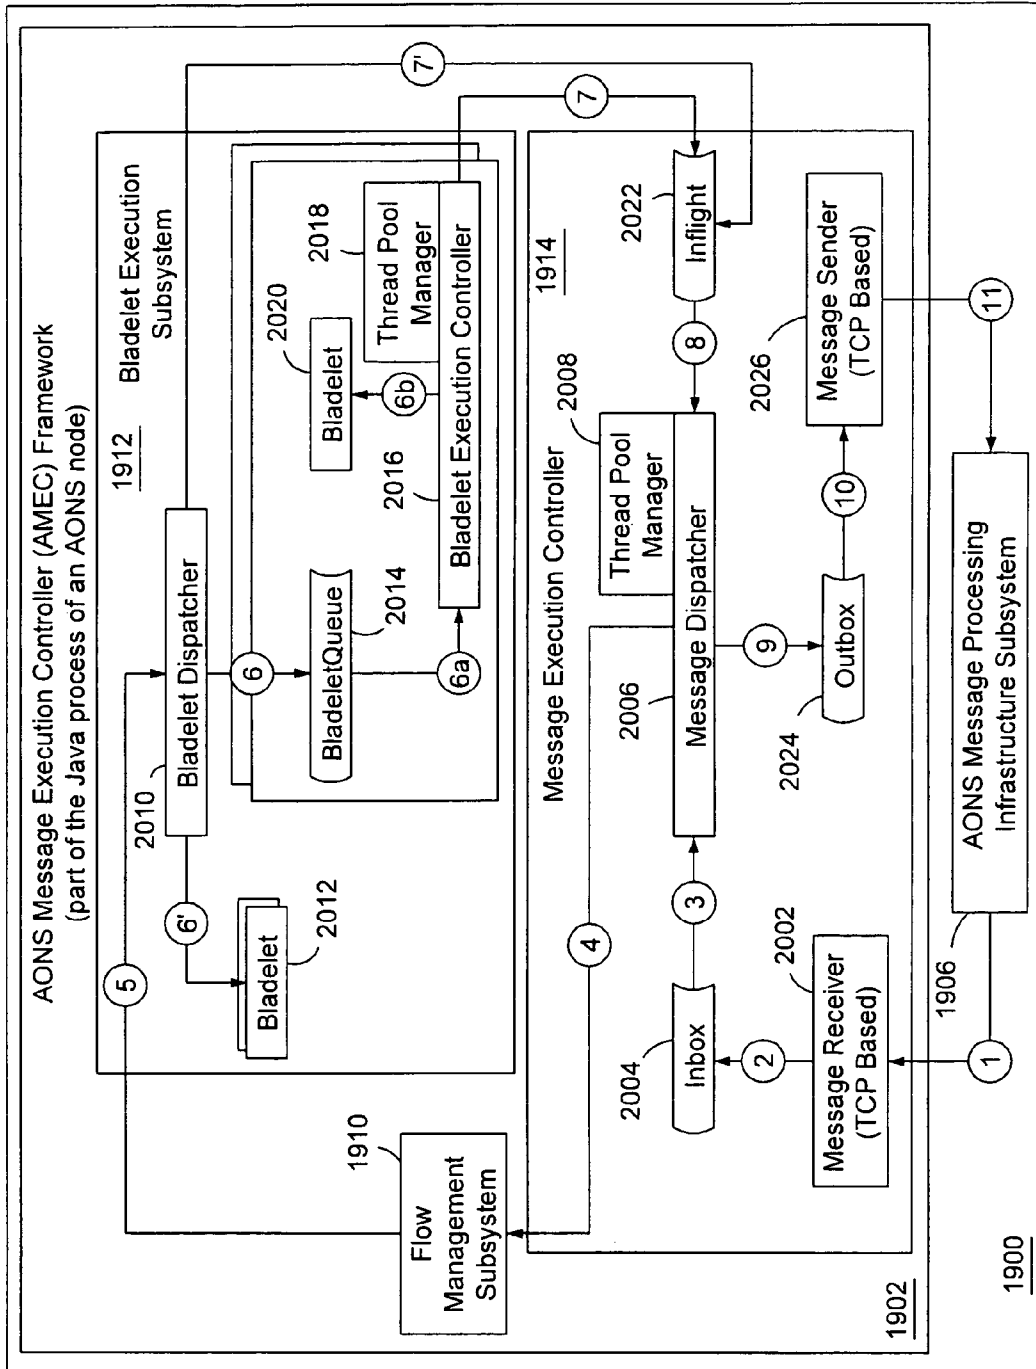 AONS Message Execution Controller (AMEC) Framework
(part of the Java process of an AONS node)
5
7'
2010
Bladelet Dispatcher
1912
Bladelet Execution
Subsystem
6'
6
Bladelet
2012
BladeletQueue
2014
2020
Bladelet
2018
Thread Pool
Manager
6a
6b
2016
Bladelet Execution Controller
7
1910
Flow
Management
Subsystem
4
Message Execution Controller
1914
2008
Thread Pool
Manager
2022
Inflight
2004
Inbox
3
2006
Message Dispatcher
8
2
9
2002
Message Receiver
(TCP Based)
2024
Outbox
10
2026
Message Sender
(TCP Based)
1902
1
1906
AONS Message Processing
Infrastructure Subsystem
11
1900